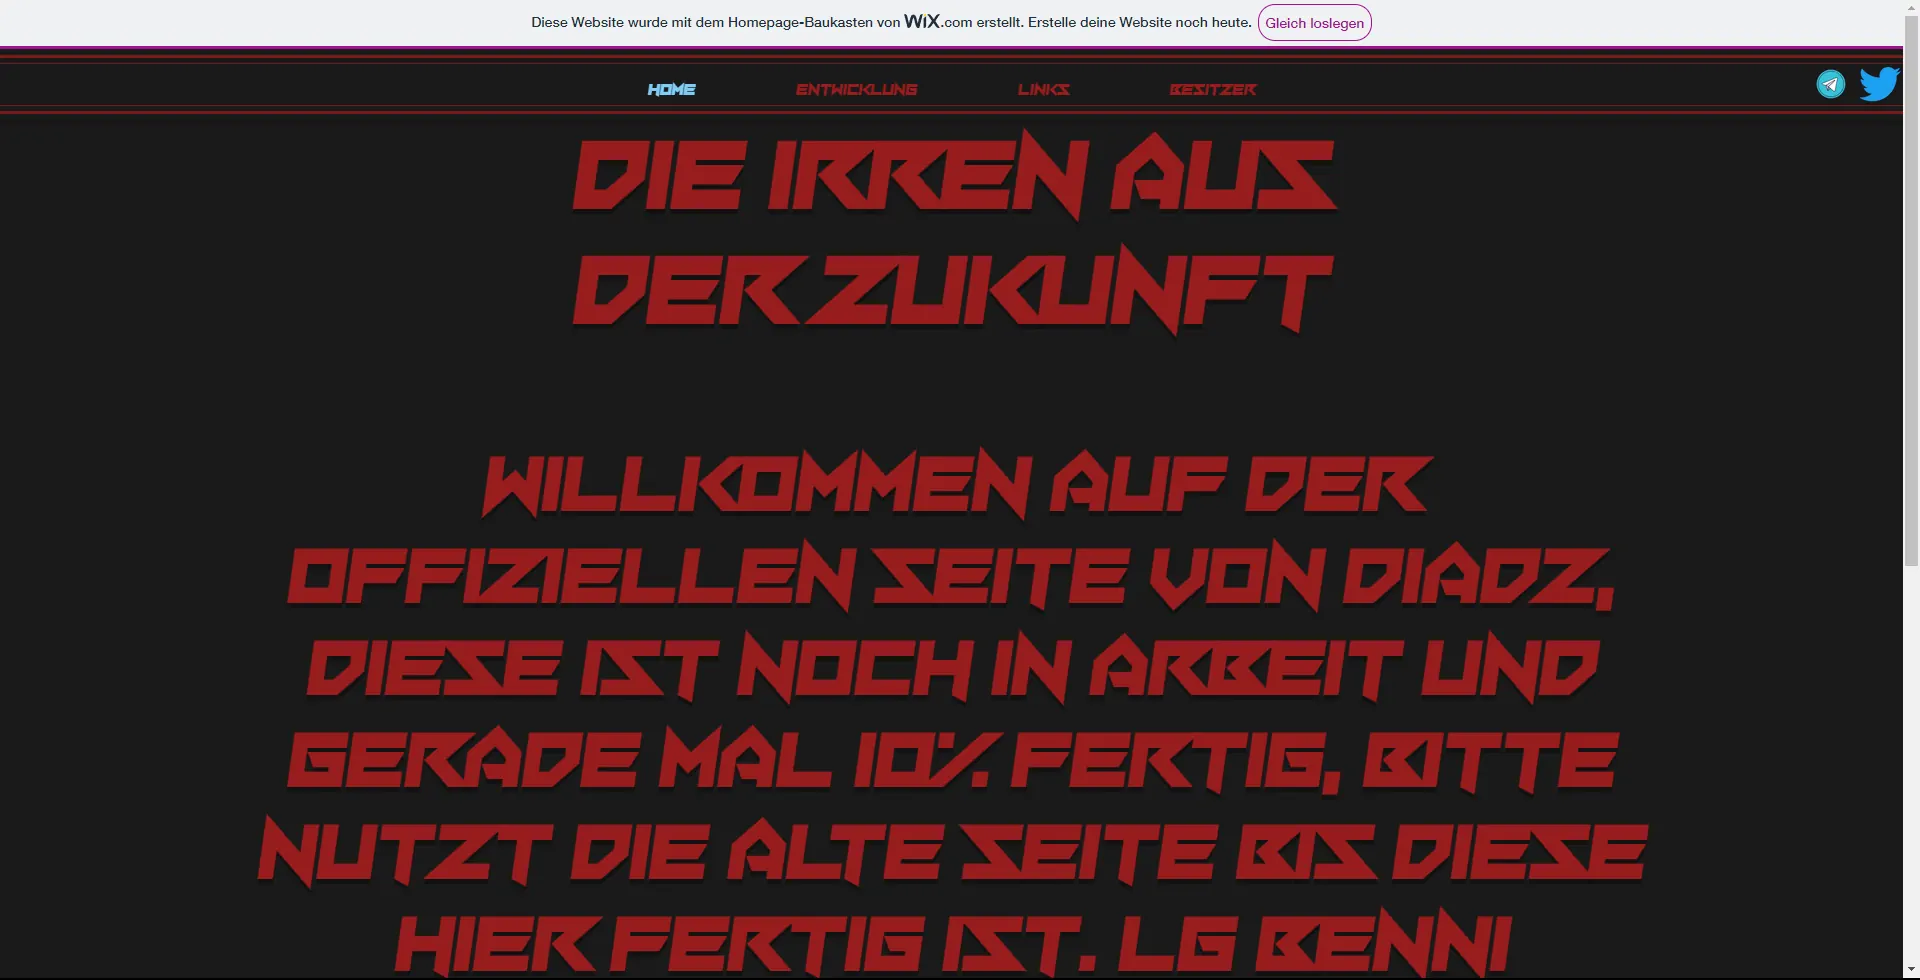 Diese Website wurde mit dem Homepage-Baukasten von WiX.com erstellt. Erstelle deine Website noch heute. Gleich loslegen
HOME ENTWICKLUNG LINKS BESITZER
DIE IRREN AUS
DER ZUKUNFT
WILLKOMMEN AUF DER
OFFIZIELLEN SEITE VON DIADZ,
DIESE IST NOCH IN ARBEIT UND
GERADE MAL 10% FERTIG, BITTE
NUTZT DIE ALTE SEITE BIS DIESE
HIER FERTIG IST. LG BENNI